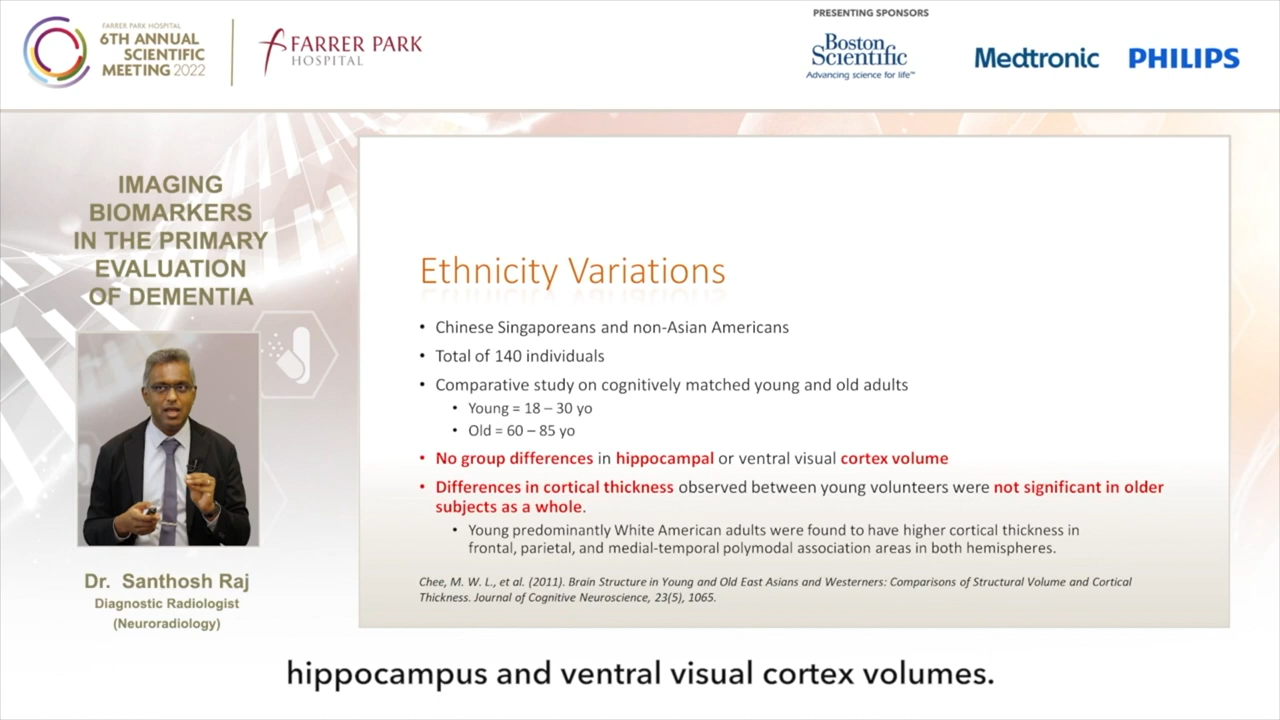 FARRER PARK HOSPITAL
6TH ANNUAL
SCIENTIFIC
MEETING 2022
FARRER PARK
HOSPITAL
PRESENTING SPONSORS
Boston
Scientific
Advancing science for life™
Medtronic
PHILIPS
IMAGING
BIOMARKERS
IN THE PRIMARY
EVALUATION
OF DEMENTIA
Dr. Santhosh Raj
Diagnostic Radiologist
(Neuroradiology)
Ethnicity Variations
• Chinese Singaporeans and non-Asian Americans
• Total of 140 individuals
• Comparative study on cognitively matched young and old adults
• Young = 18 – 30 yo
• Old = 60 – 85 yo
• No group differences in hippocampal or ventral visual cortex volume
• Differences in cortical thickness observed between young volunteers were not significant in older
subjects as a whole.
• Young predominantly White American adults were found to have higher cortical thickness in
frontal, parietal, and medial-temporal polymodal association areas in both hemispheres.
Chee, M. W. L., et al. (2011). Brain Structure in Young and Old East Asians and Westerners: Comparisons of Structural Volume and Cortical
Thickness. Journal of Cognitive Neuroscience, 23(5), 1065.
hippocampus and ventral visual cortex volumes.